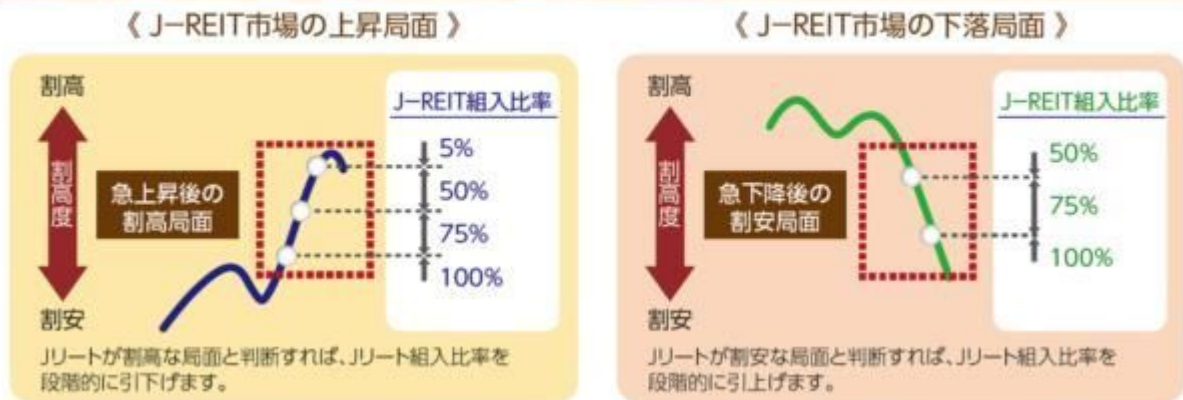 《 J-REIT市場の上昇局面 》
割高
割高度
割安
急上昇後の
割高局面
J-REIT組入比率
5%
50%
75%
100%
Jリートが割高な局面と判断すれば、Jリート組入比率を
段階的に引下げます。
《 J-REIT市場の下落局面 》
割高
割高度
割安
急下降後の
割安局面
J-REIT組入比率
50%
75%
100%
Jリートが割安な局面と判断すれば、Jリート組入比率を
段階的に引上げます。